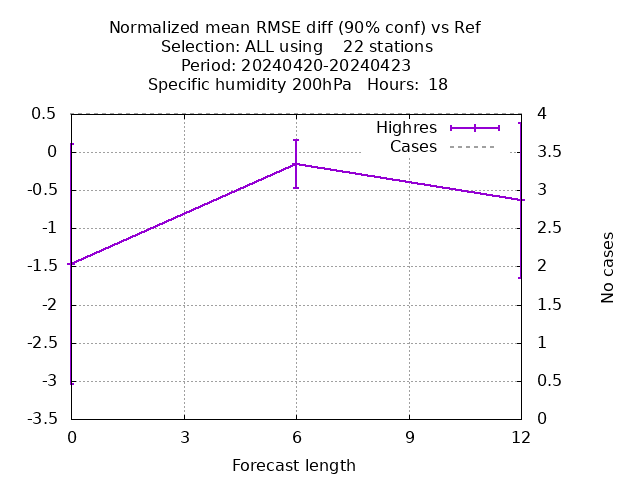 Normalized mean RMSE diff (90% conf) vs Ref
Selection: ALL using    22 stations
Period: 20240420-20240423
Specific humidity 200hPa   Hours:  18
0.5
0
-0.5
-1
-1.5
-2
-2.5
-3
-3.5
Highres
Cases
4
3.5
3
2.5
2
1.5
1
0.5
0
No cases
0
3
6
9
12
Forecast length